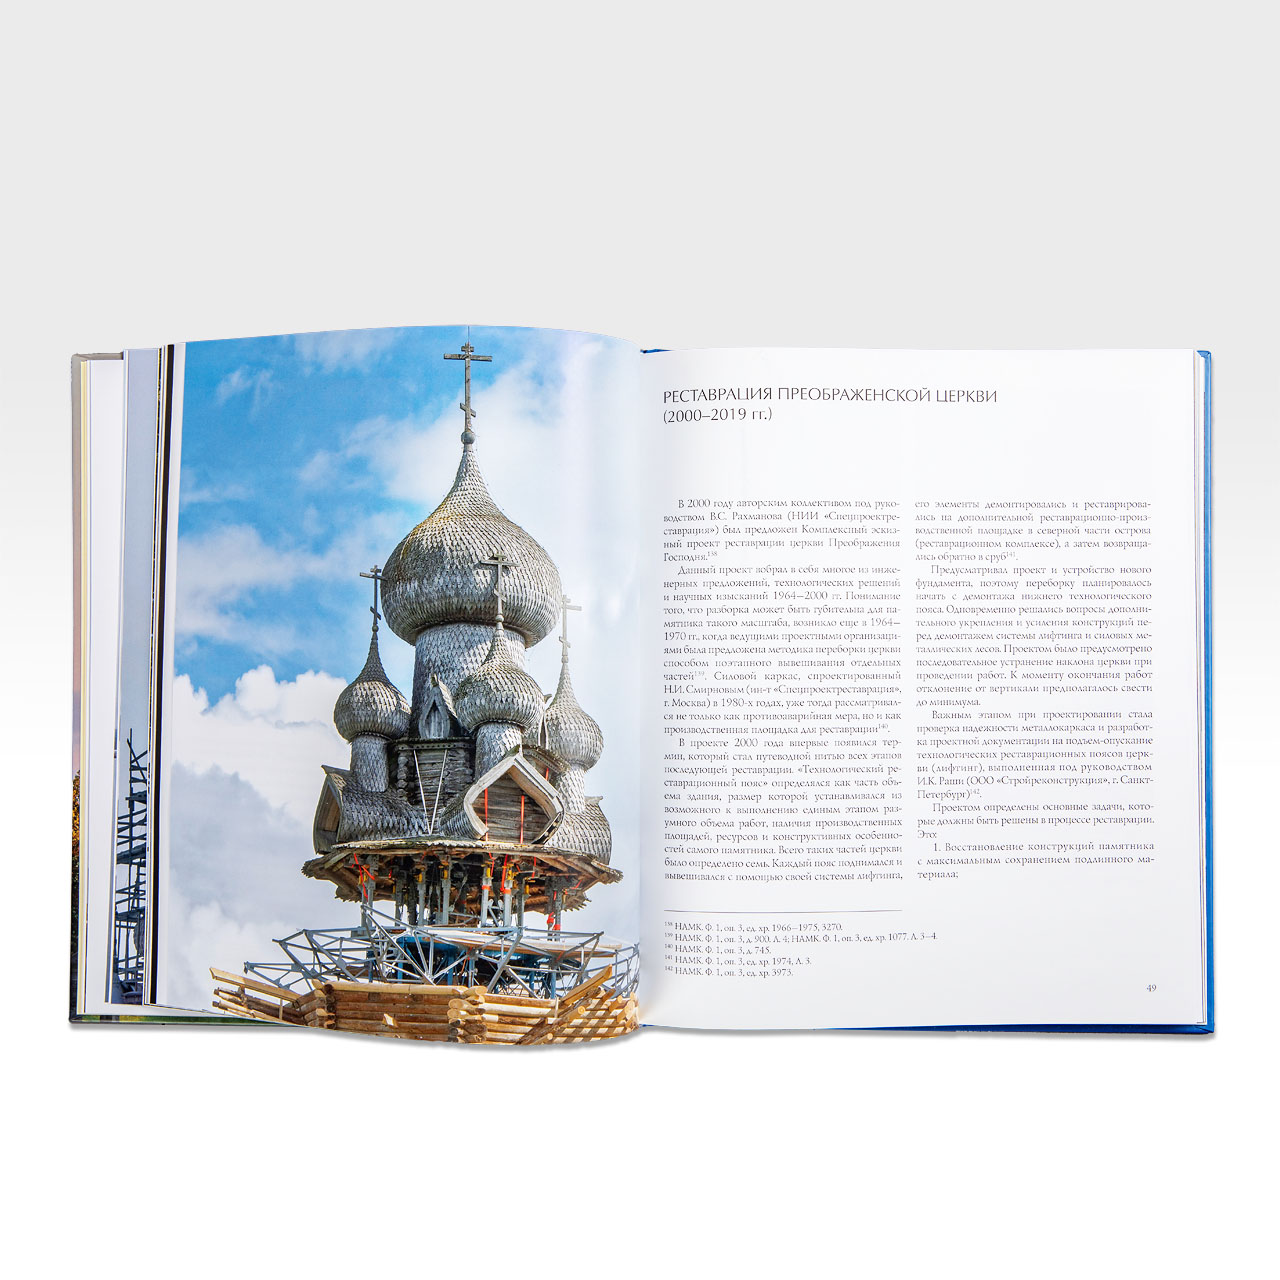 РЕСТАВРАЦИЯ ПРЕОБРАЖЕНСКОЙ ЦЕРКВИ
(2000–2019 гг.)
В 2000 году авторским коллективом под руко-
водством В.С. Рахманова (НИИ «Спецпроектре-
ставрация») был предложен Комплексный эскиз-
ный проект реставрации церкви Преображения
Господня.138
Данный проект вобрал в себя многое из инже-
нерных предложений, технологических решений
и научных изысканий 1964–2000 гг. Понимание
того, что разборка может быть губительна для па-
мятника такого масштаба, возникло еще в 1964–
1970 гг., когда ведущими проектными организаци-
ями была предложена методика переборки церкви
способом поэтапного вывешивания отдельных
частей139. Силовой каркас, спроектированный
Н.И. Смирновым (ин-т «Спецпроектреставрация»,
г. Москва) в 1980-х годах, уже тогда рассматривал-
ся не только как противоаварийная мера, но и как
производственная площадка для реставрации140.
В проекте 2000 года впервые появился тер-
мин, который стал путеводной нитью всех этапов
последующей реставрации. «Технологический ре-
ставрационный пояс» определялся как часть объ-
ема здания, размер которой устанавливался из
возможного к выполнению единым этапом раз-
умного объема работ, наличия производственных
площадей, ресурсов и конструктивных особенно-
стей самого памятника. Всего таких частей церкви
было определено семь. Каждый пояс поднимался и
вывешивался с помощью своей системы лифтинга,
138 НАМК. Ф. 1, оп. 3, ед. хр. 1966–1975, 3270.
139 НАМК. Ф. 1, оп. 3, д. 900. Л. 4; НАМК. Ф. 1, оп. 3, ед. хр. 1077. Л. 3–4.
140 НАМК. Ф. 1, оп. 3, д. 745.
141 НАМК. Ф. 1, оп. 3, ед. хр. 1974, Л. 3.
142 НАМК. Ф. 1, оп. 3, ед. хр. 3973.
его элементы демонтировались и реставрирова-
лись на дополнительной реставрационно-произ-
водственной площадке в северной части острова
(реставрационном комплексе), а затем возвраща-
лись обратно в сруб141.
Предусматривал проект и устройство нового
фундамента, поэтому переборку планировалось
начать с демонтажа нижнего технологического
пояса. Одновременно решались вопросы дополни-
тельного укрепления и усиления конструкций пе-
ред демонтажем системы лифтинга и силовых ме-
таллических лесов. Проектом было предусмотрено
последовательное устранение наклона церкви при
проведении работ. К моменту окончания работ
отклонение от вертикали предполагалось свести
до минимума.
Важным этапом при проектировании стала
проверка надежности металлокаркаса и разработ-
ка проектной документации на подъем-опускание
технологических реставрационных поясов церк-
ви (лифтинг), выполненная под руководством
И.К. Раши (ООО «Стройреконструкция», г. Санкт-
Петербург)142.
Проектом определены основные задачи, кото-
рые должны быть решены в процессе реставрации.
Это:
1. Восстановление конструкций памятника
с максимальным сохранением подлинного ма-
териала;
49